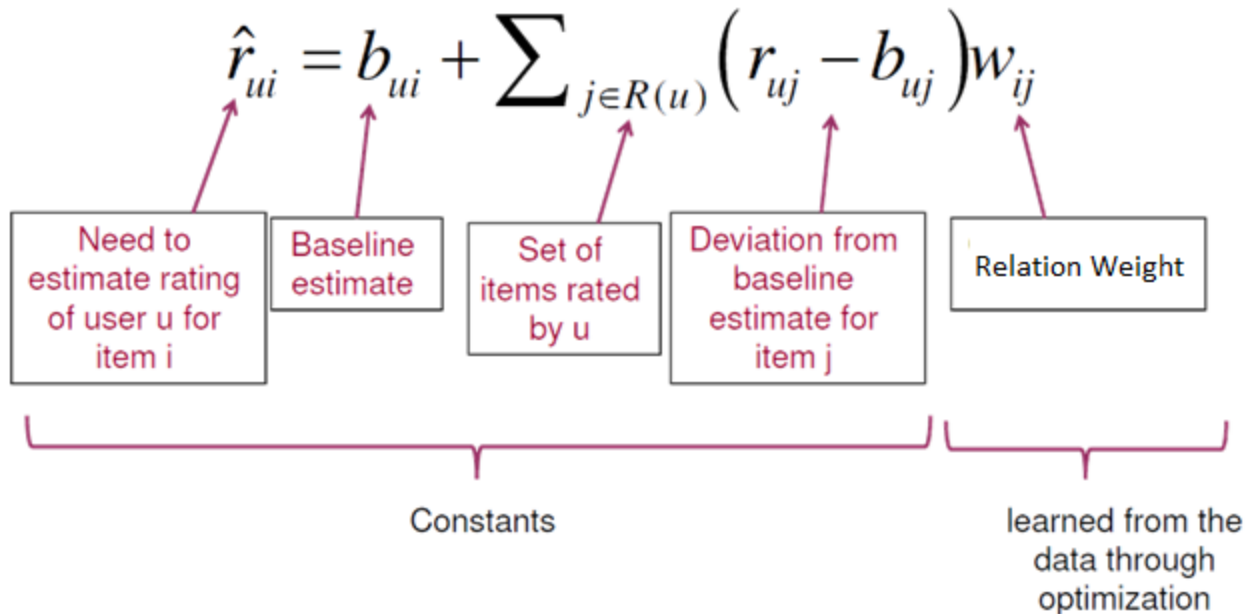 r̂_ui = b_ui + ∑_{j∈R(u)} (r_uj − b_uj) w_ij
Need to
estimate rating
of user u for
item i
Baseline
estimate
Set of
items rated
by u
Deviation from
baseline
estimate for
item j
Relation Weight
Constants
learned from the
data through
optimization